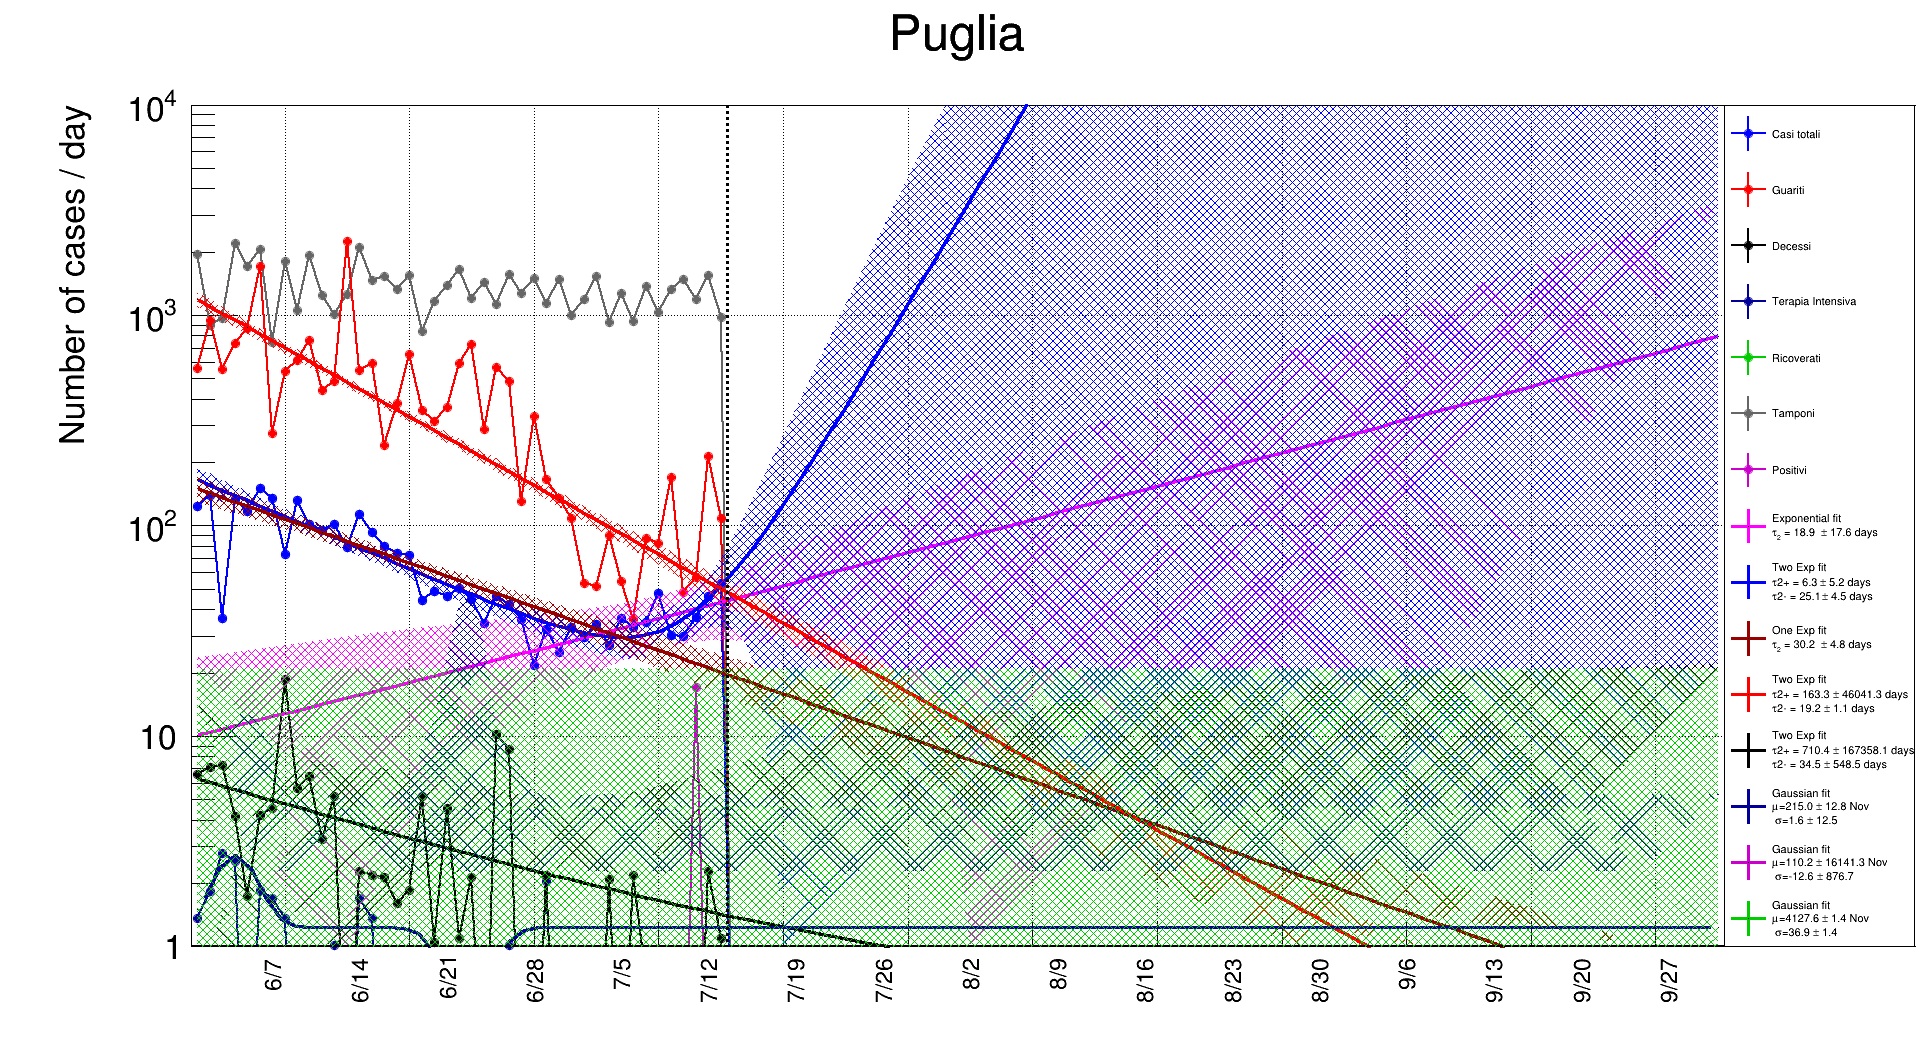 Puglia
Number of cases / day
10⁴
10³
10²
10
1
6/7
6/14
6/21
6/28
7/5
7/12
7/19
7/26
8/2
8/9
8/16
8/23
8/30
9/6
9/13
9/20
9/27
Casi totali
Guariti
Decessi
Terapia Intensiva
Ricoverati
Tamponi
Positivi
Exponential fit
τ₂ = 18.9 ± 17.6 days
Two Exp fit
τ2+ = 6.3 ± 5.2 days
τ2- = 25.1 ± 4.5 days
One Exp fit
τ₂ = 30.2 ± 4.8 days
Two Exp fit
τ2+ = 163.3 ± 46041.3 days
τ2- = 19.2 ± 1.1 days
Two Exp fit
τ2+ = 710.4 ± 167358.1 days
τ2- = 34.5 ± 548.5 days
Gaussian fit
μ=215.0 ± 12.8 Nov
σ=1.6 ± 12.5
Gaussian fit
μ=110.2 ± 16141.3 Nov
σ=-12.6 ± 876.7
Gaussian fit
μ=4127.6 ± 1.4 Nov
σ=36.9 ± 1.4